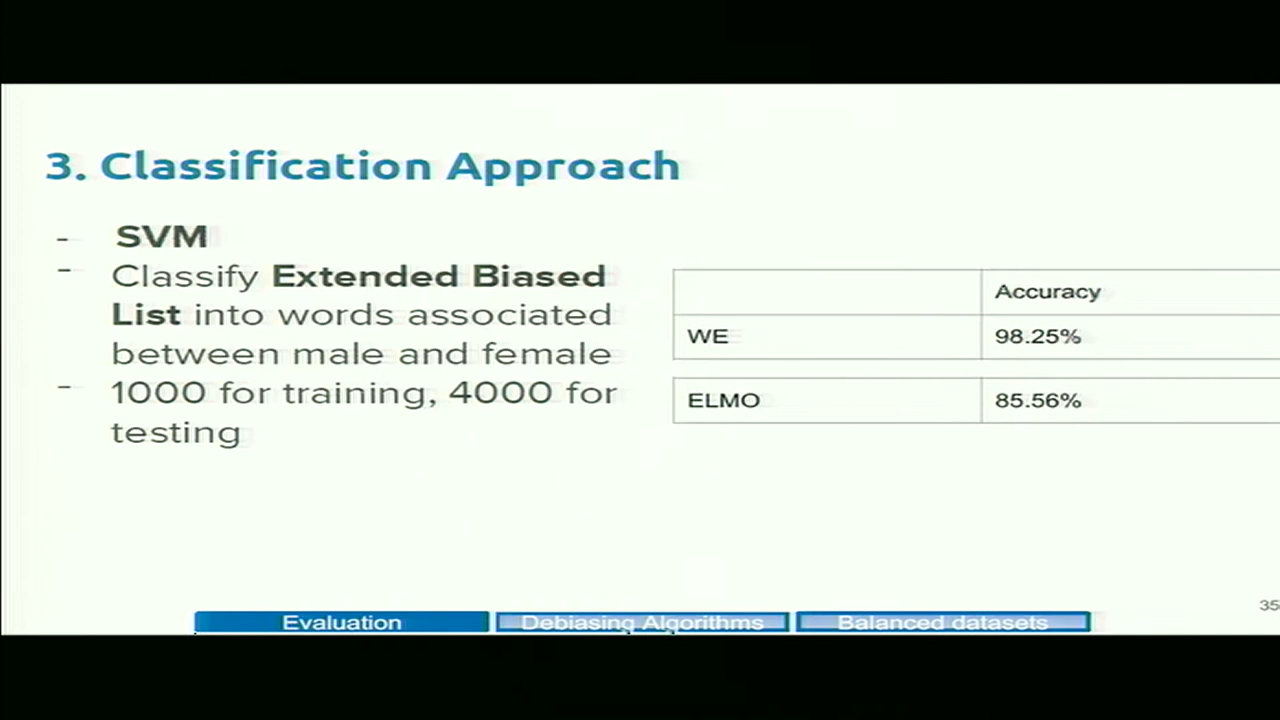 3. Classification Approach
- SVM
- Classify Extended Biased
List into words associated
between male and female
- 1000 for training, 4000 for
testing
Accuracy
WE 98.25%
ELMO 85.56%
35
Evaluation Debiasing Algorithms Balanced datasets